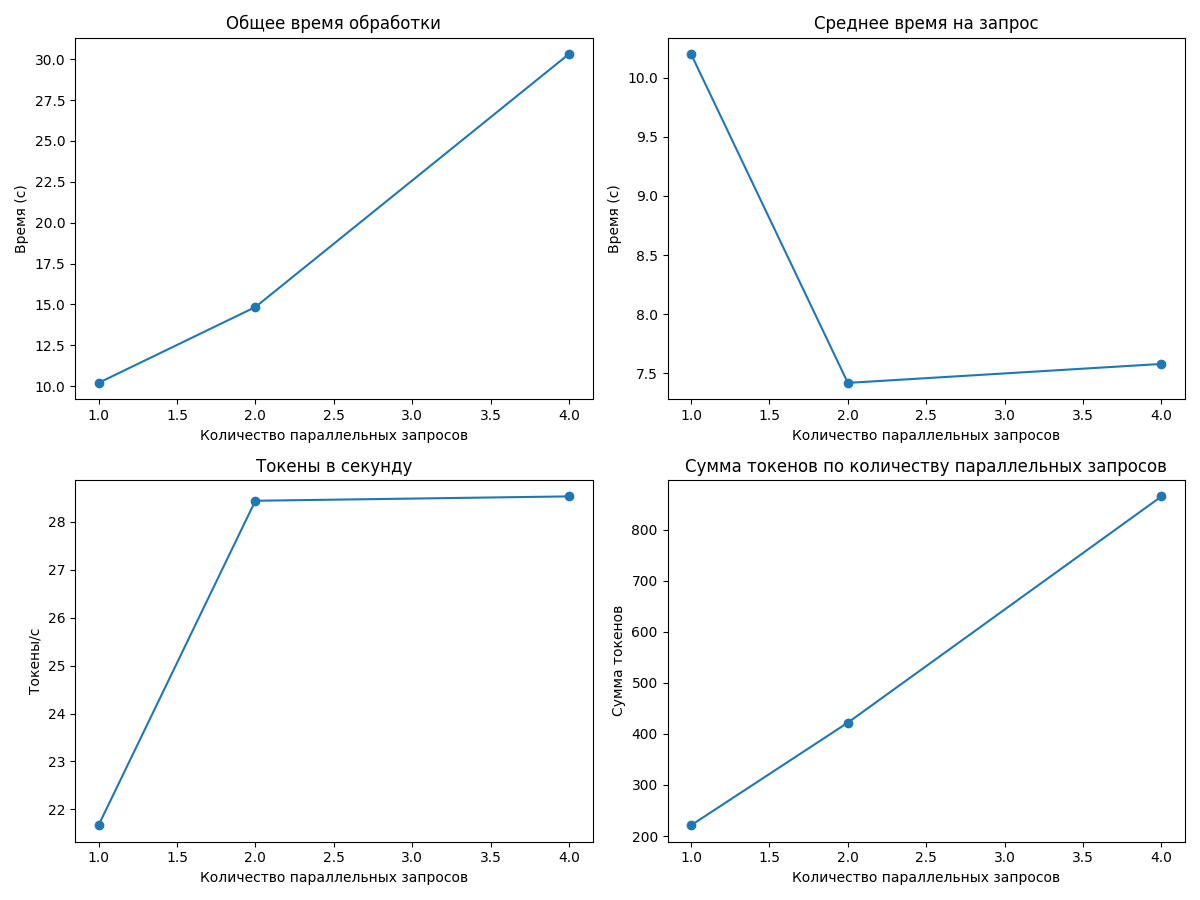 Общее время обработки
30.0
27.5
25.0
22.5
20.0
17.5
15.0
12.5
10.0
Время (с)
1.0 1.5 2.0 2.5 3.0 3.5 4.0
Количество параллельных запросов
Среднее время на запрос
10.0
9.5
9.0
8.5
8.0
7.5
Время (с)
1.0 1.5 2.0 2.5 3.0 3.5 4.0
Количество параллельных запросов
Токены в секунду
28
27
26
25
24
23
22
Токены/с
1.0 1.5 2.0 2.5 3.0 3.5 4.0
Количество параллельных запросов
Сумма токенов по количеству параллельных запросов
800
700
600
500
400
300
200
Сумма токенов
1.0 1.5 2.0 2.5 3.0 3.5 4.0
Количество параллельных запросов